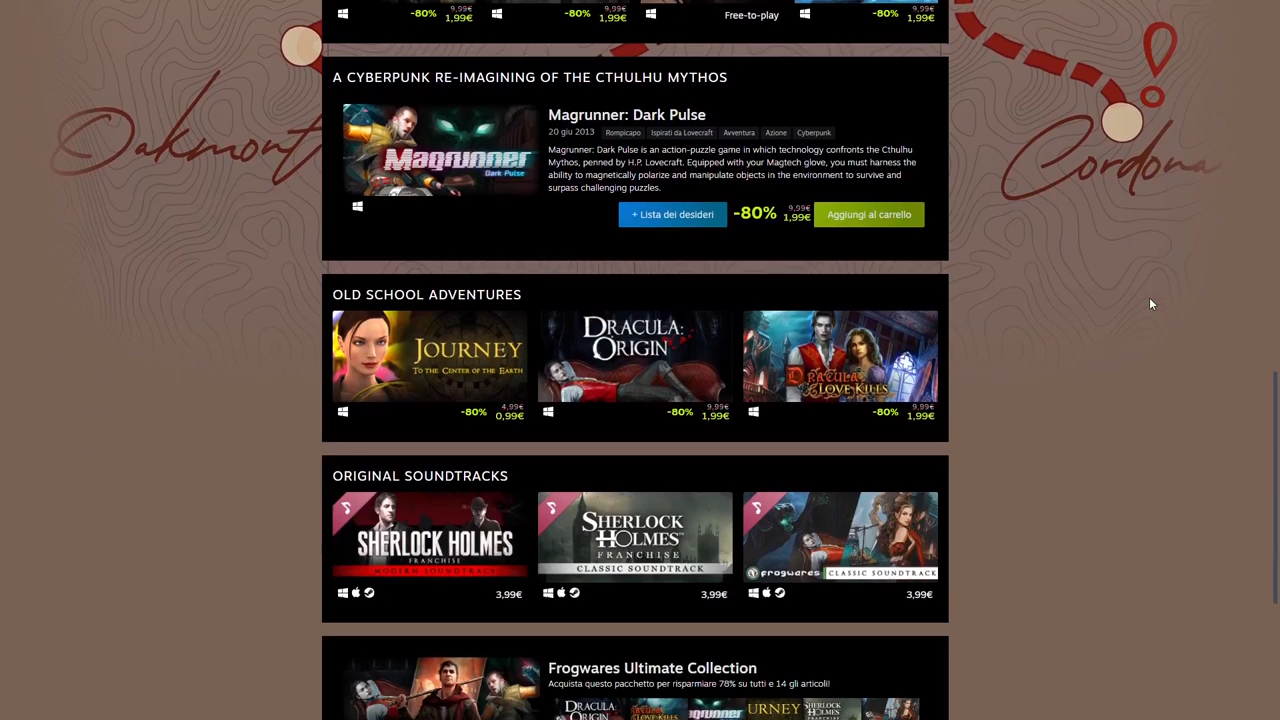 -80% 9,99€ 1,99€
-80% 9,99€ 1,99€
Free-to-play
-80% 9,99€ 1,99€
Oakmont
Cordona
A CYBERPUNK RE-IMAGINING OF THE CTHULHU MYTHOS
Magrunner
Dark Pulse
Magrunner: Dark Pulse
20 giu 2013 Rompicapo Ispirati da Lovecraft Avventura Azione Cyberpunk
Magrunner: Dark Pulse is an action-puzzle game in which technology confronts the Cthulhu
Mythos, penned by H.P. Lovecraft. Equipped with your Magtech glove, you must harness the
ability to magnetically polarize and manipulate objects in the environment to survive and
surpass challenging puzzles.
+ Lista dei desideri -80% 9,99€ 1,99€ Aggiungi al carrello
OLD SCHOOL ADVENTURES
JOURNEY
TO THE CENTER OF THE EARTH
DRACULA:
ORIGIN
DRACULA
LOVE KILLS
-80% 4,99€ 0,99€
-80% 9,99€ 1,99€
-80% 9,99€ 1,99€
ORIGINAL SOUNDTRACKS
SHERLOCK HOLMES
FRANCHISE
MODERN SOUNDTRACK
SHERLOCK
HOLMES
FRANCHISE
CLASSIC SOUNDTRACK
frogwares CLASSIC SOUNDTRACK
3,99€
3,99€
3,99€
Frogwares Ultimate Collection
Acquista questo pacchetto per risparmiare 78% su tutti e 14 gli articoli!
DRACULA:
ORIGIN